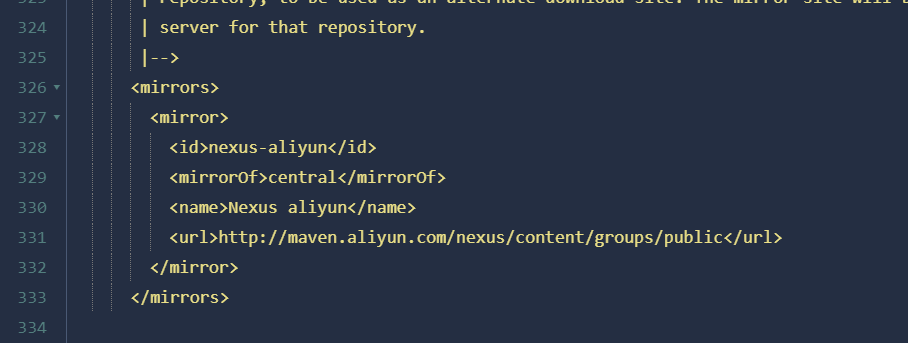 323 | repository, to be used as an alternate download site. The mirror site will
324 | server for that repository.
325 |-->
326 <mirrors>
327 <mirror>
328 <id>nexus-aliyun</id>
329 <mirrorOf>central</mirrorOf>
330 <name>Nexus aliyun</name>
331 <url>http://maven.aliyun.com/nexus/content/groups/public</url>
332 </mirror>
333 </mirrors>
334